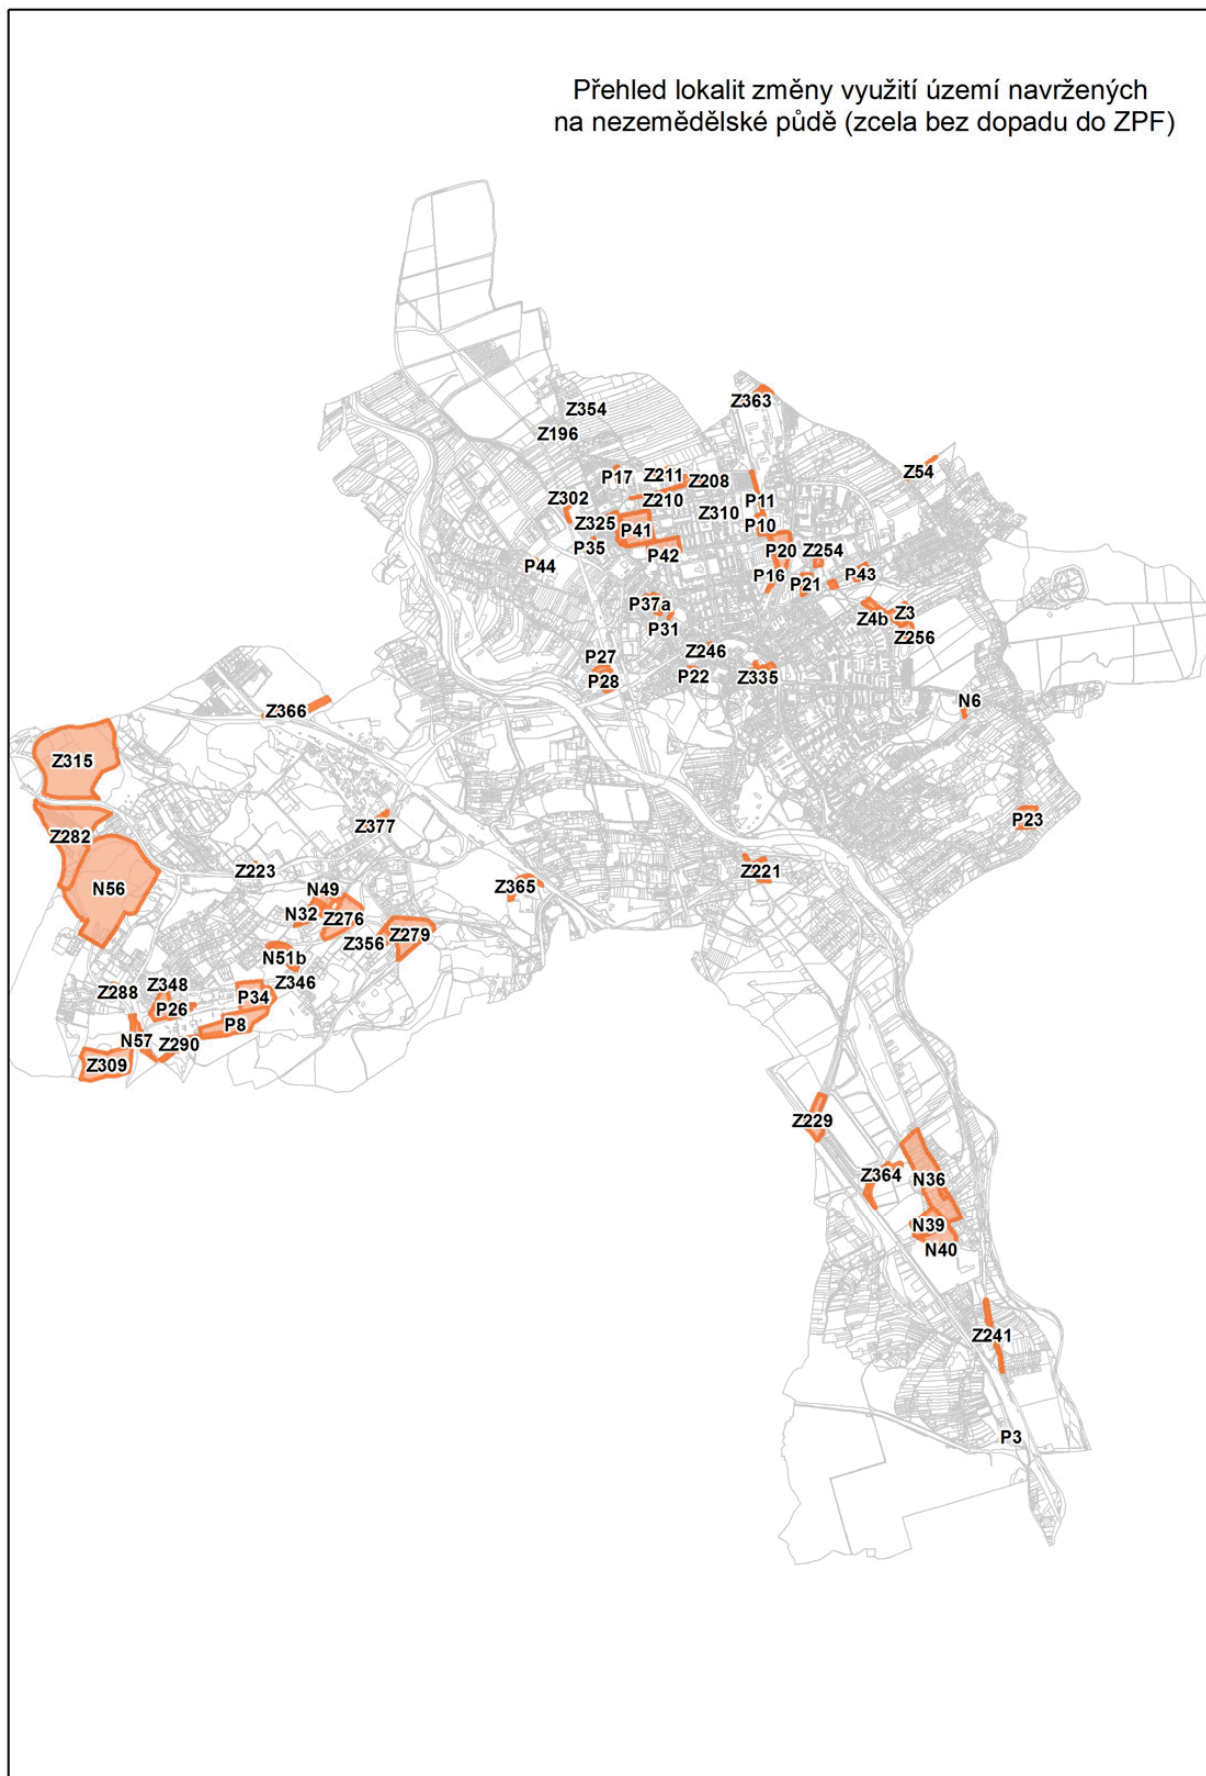 Přehled lokalit změny využití území navržených
na nezemědělské půdě (zcela bez dopadu do ZPF)
Z363
Z354
Z196
Z54
P17
Z211
Z208
Z302
Z210
P11
Z310
Z325
P41
P10
P35
P42
P20
Z254
P44
P16
P21
P43
P37a
Z4b
Z3
P31
Z256
Z246
P27
P22
Z335
P28
N6
Z366
Z315
P23
Z377
Z282
Z223
Z221
N56
N49
Z365
N32
Z276
Z356
Z279
N51b
Z346
Z348
Z288
P34
P26
P8
N57
Z290
Z309
Z229
Z364
N36
N39
N40
Z241
P3